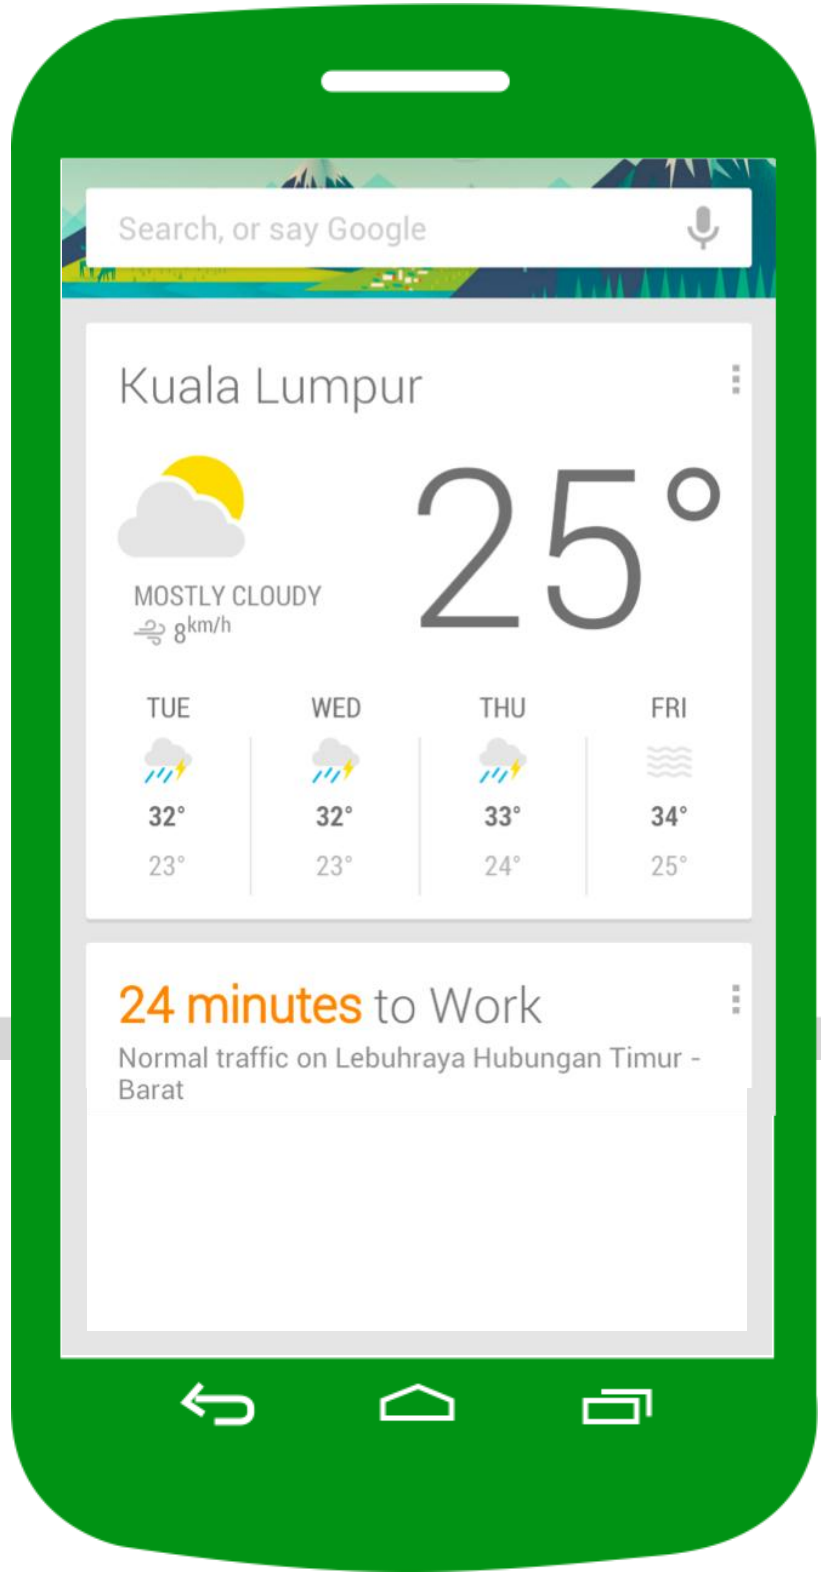 Search, or say Google
Kuala Lumpur
25°
MOSTLY CLOUDY
8km/h
TUE WED THU FRI
32° 32° 33° 34°
23° 23° 24° 25°
24 minutes to Work
Normal traffic on Lebuhraya Hubungan Timur -
Barat